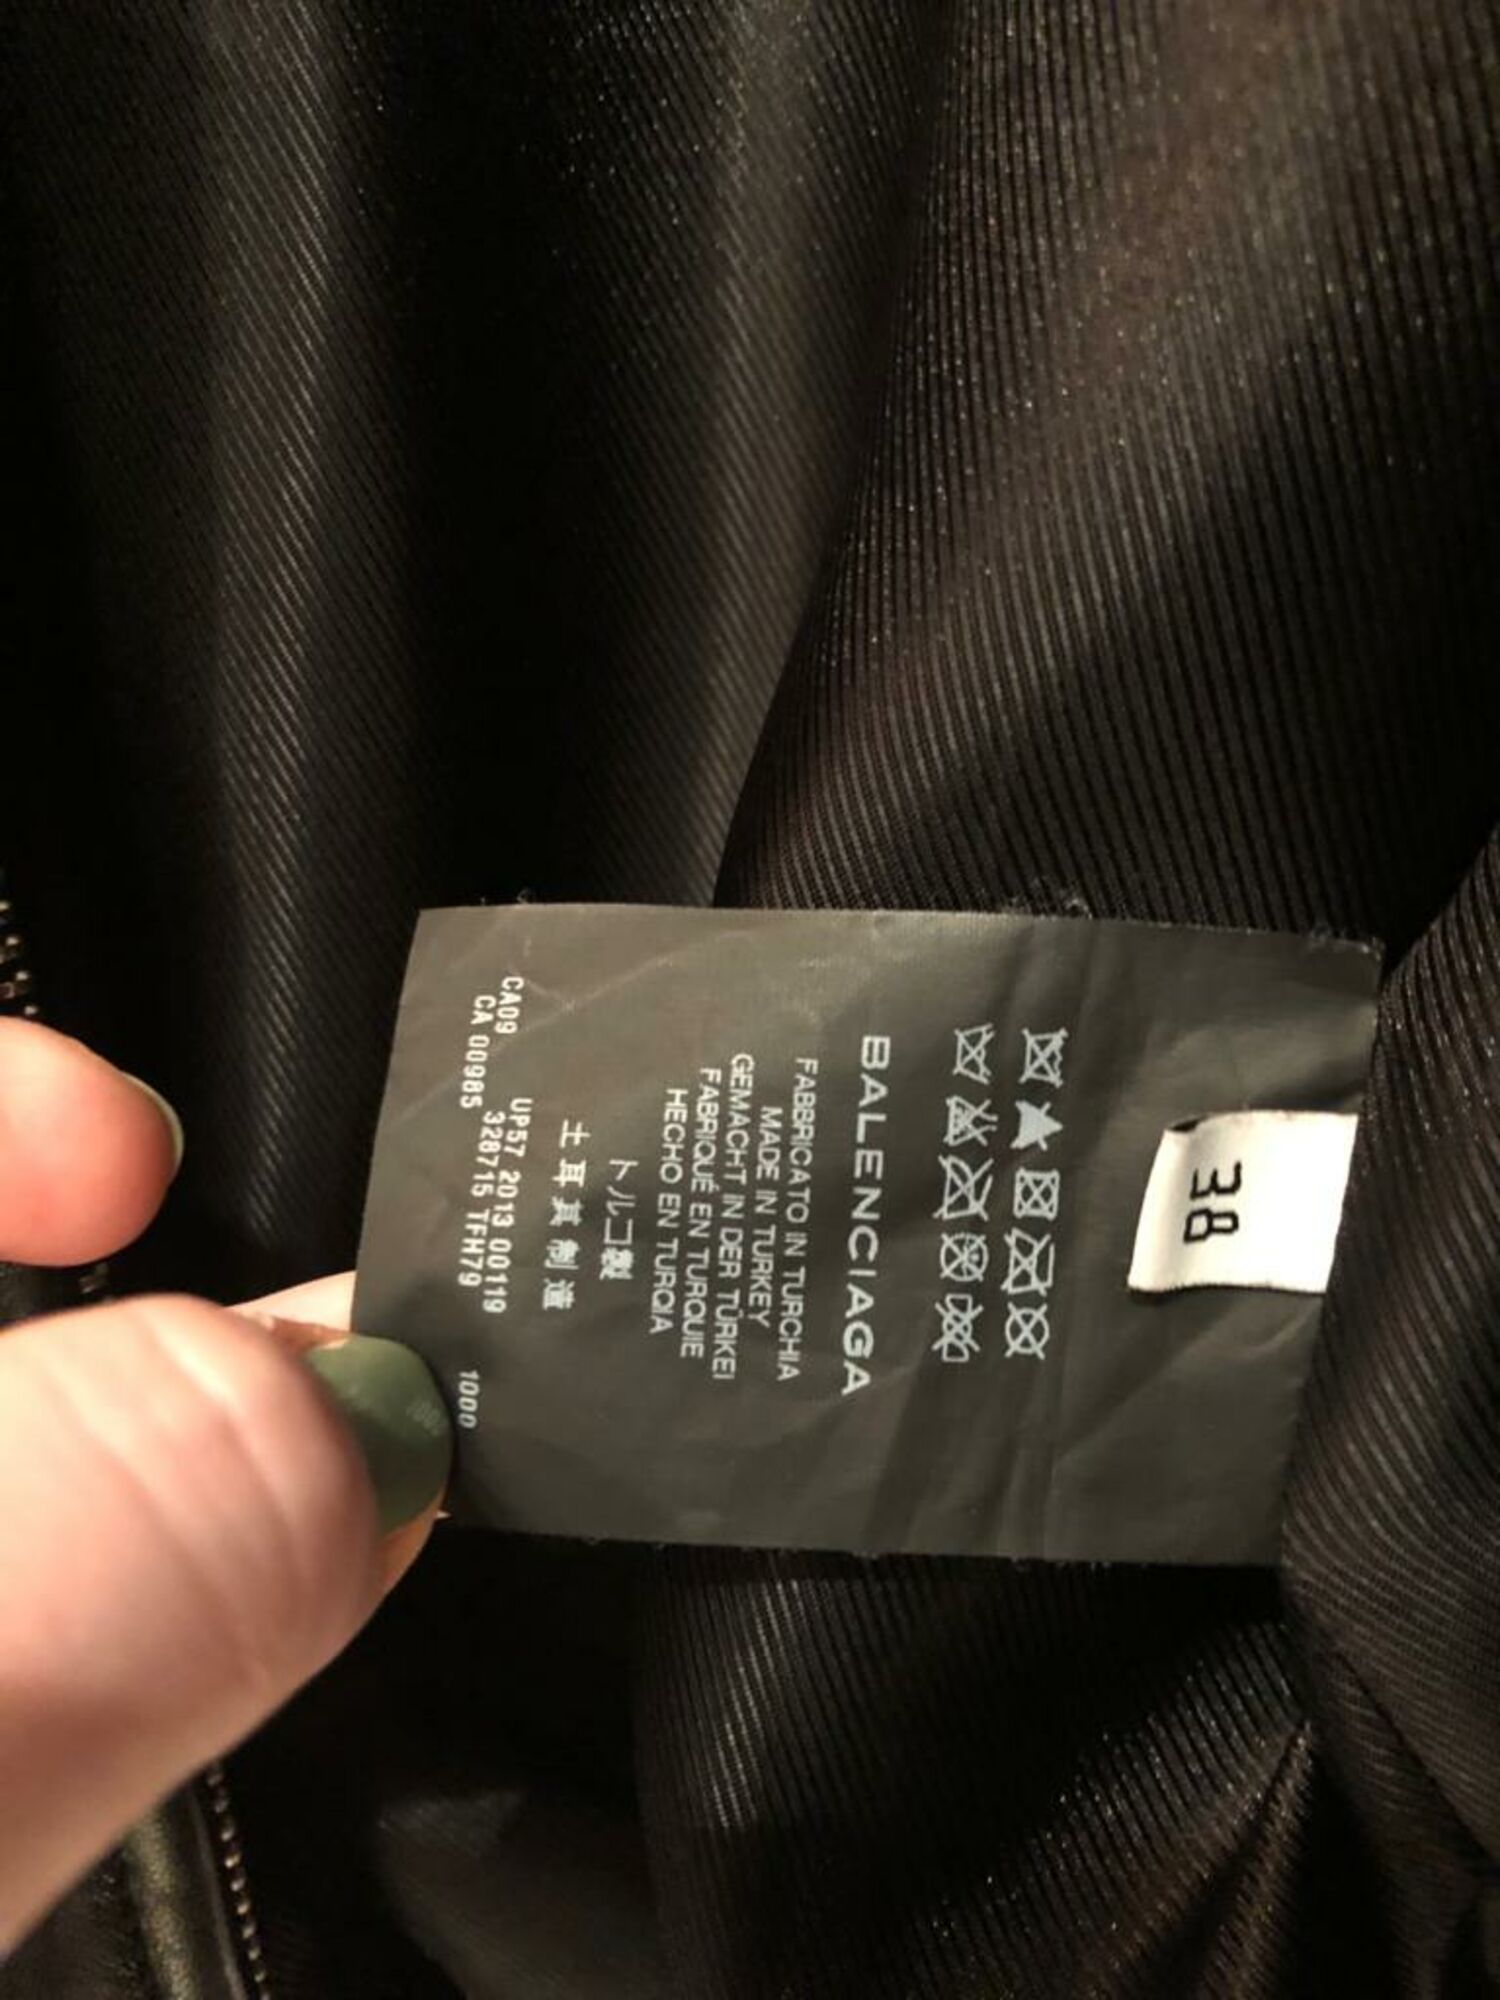 38
BALENCIAGA
FABBRICATO IN TURCHIA
MADE IN TURKEY
GEMACHT IN DER TÜRKEI
FABRIQUÉ EN TURQUIE
HECHO EN TURQIA
トルコ製
土耳其制造
CA09 UP57 2013 00119
CA 00985 328715 TFH79 1000